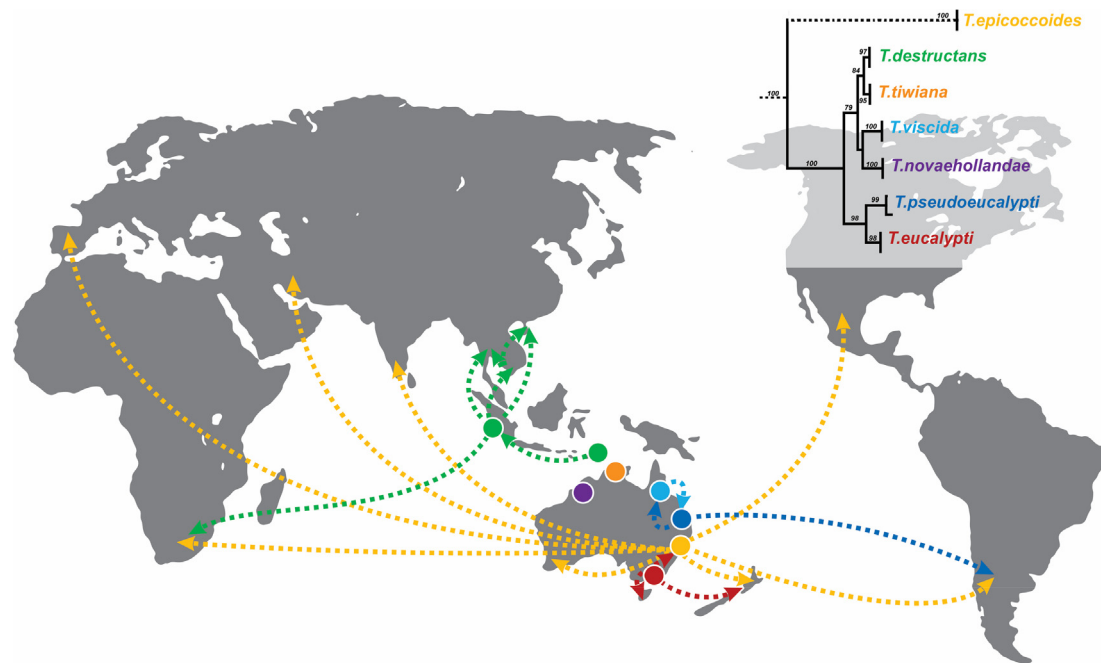 100
T.epicoccoides
97
T.destructans
84
100
95
T.tiwiana
79
T.viscida
100
100
100
T.novaehollandae
99
T.pseudoeucalypti
98
98
T.eucalypti